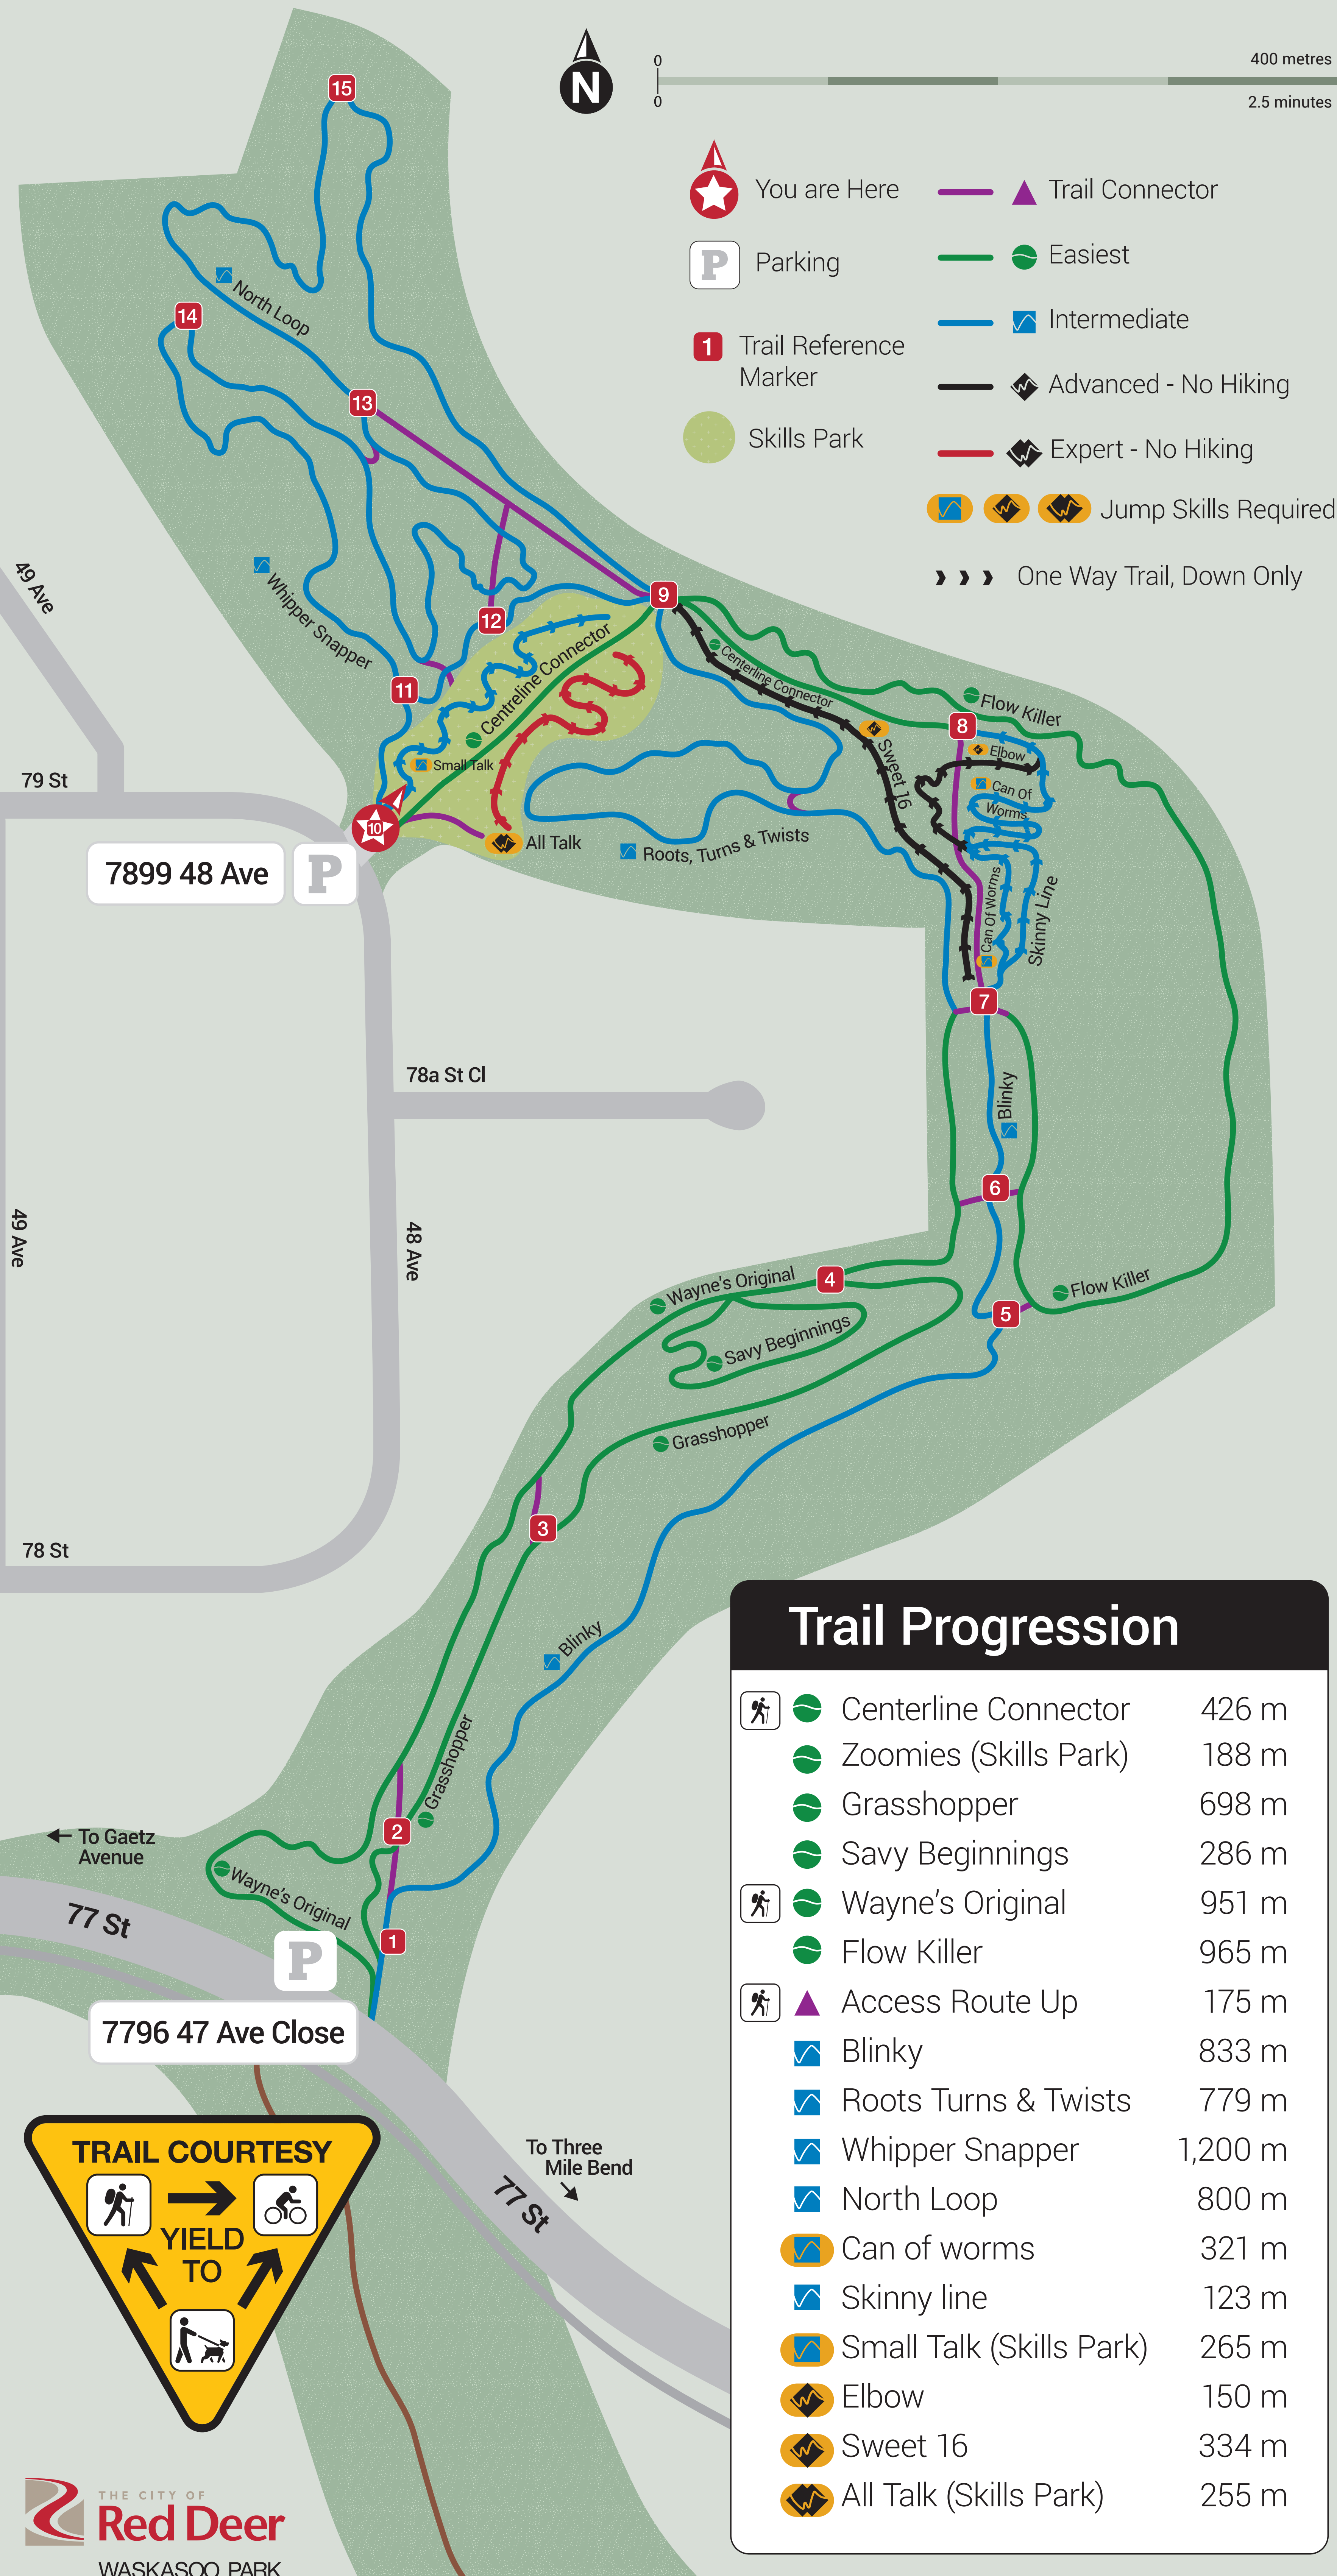 15
N
0
400 metres
0
2.5 minutes
You are Here
Trail Connector
P
Parking
Easiest
North Loop
14
Intermediate
1
Trail Reference
Marker
13
Advanced - No Hiking
Skills Park
Expert - No Hiking
Jump Skills Required
One Way Trail, Down Only
49 Ave
Whipper Snapper
9
12
11
Centreline Connector
Centerline Connector
Flow Killer
8
Small Talk
Sweet 16
Elbow
Can Of
Worms
79 St
10
All Talk
Roots, Turns & Twists
7899 48 Ave
P
Can Of Worms
Skinny Line
7
78a St Cl
Blinky
6
49 Ave
48 Ave
Wayne's Original
4
Flow Killer
5
Savy Beginnings
Grasshopper
3
78 St
Blinky
Grasshopper
2
To Gaetz
Avenue
Wayne's Original
77 St
1
P
7796 47 Ave Close
To Three
Mile Bend
77 St
Trail Progression
Centerline Connector 426 m
Zoomies (Skills Park) 188 m
Grasshopper 698 m
Savy Beginnings 286 m
Wayne's Original 951 m
Flow Killer 965 m
Access Route Up 175 m
Blinky 833 m
Roots Turns & Twists 779 m
Whipper Snapper 1,200 m
North Loop 800 m
Can of worms 321 m
Skinny line 123 m
Small Talk (Skills Park) 265 m
Elbow 150 m
Sweet 16 334 m
All Talk (Skills Park) 255 m
TRAIL COURTESY
YIELD
TO
THE CITY OF
Red Deer
WASKASOO PARK